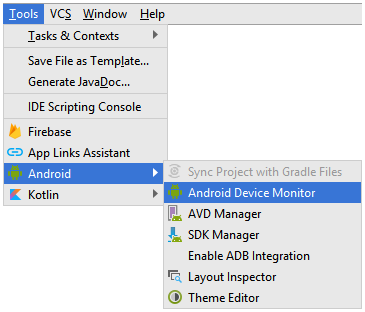 Tools VCS Window Help
Tasks & Contexts
Save File as Template...
Generate JavaDoc...
IDE Scripting Console
Firebase
App Links Assistant
Android
Kotlin
Sync Project with Gradle Files
Android Device Monitor
AVD Manager
SDK Manager
Enable ADB Integration
Layout Inspector
Theme Editor